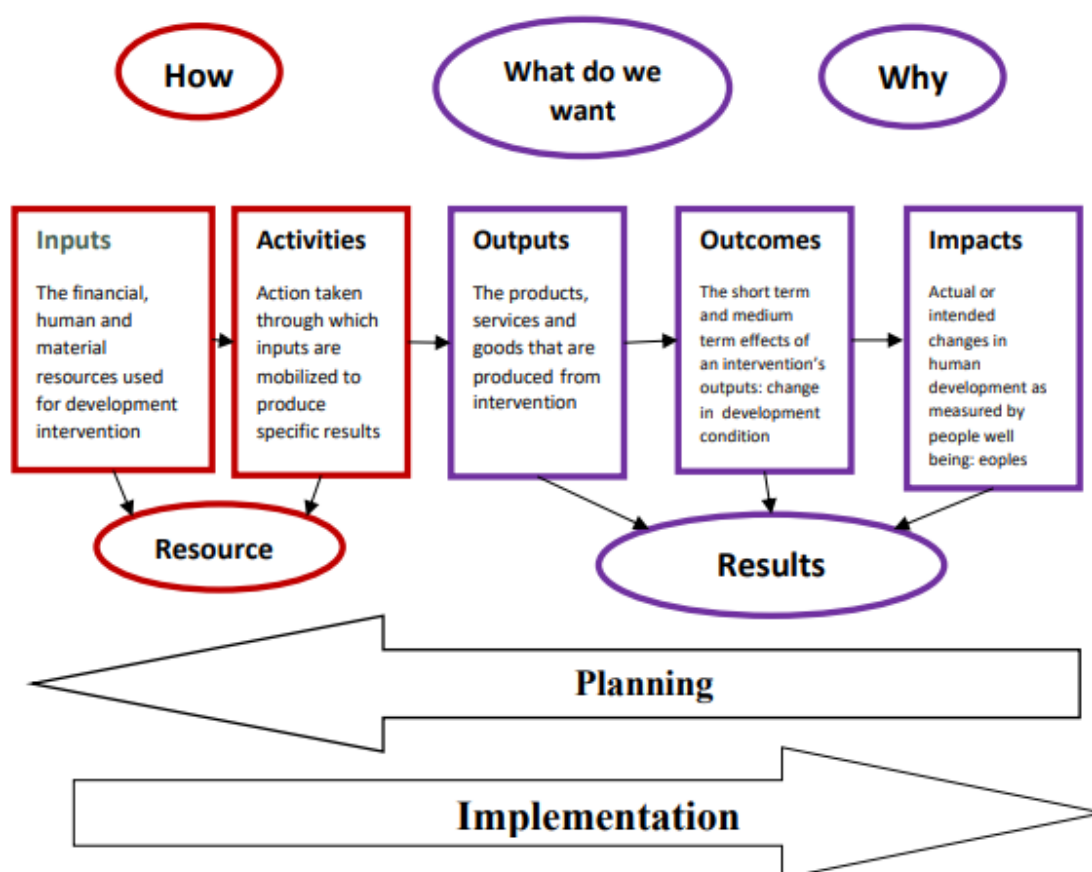 How
What do we
want
Why
Inputs
The financial,
human and
material
resources used
for development
intervention
Activities
Action taken
through which
inputs are
mobilized to
produce
specific results
Outputs
The products,
services and
goods that are
produced from
intervention
Outcomes
The short term
and medium
term effects of
an intervention's
outputs: change
in development
condition
Impacts
Actual or
intended
changes in
human
development as
measured by
people well
being: eoples
Resource
Results
Planning
Implementation